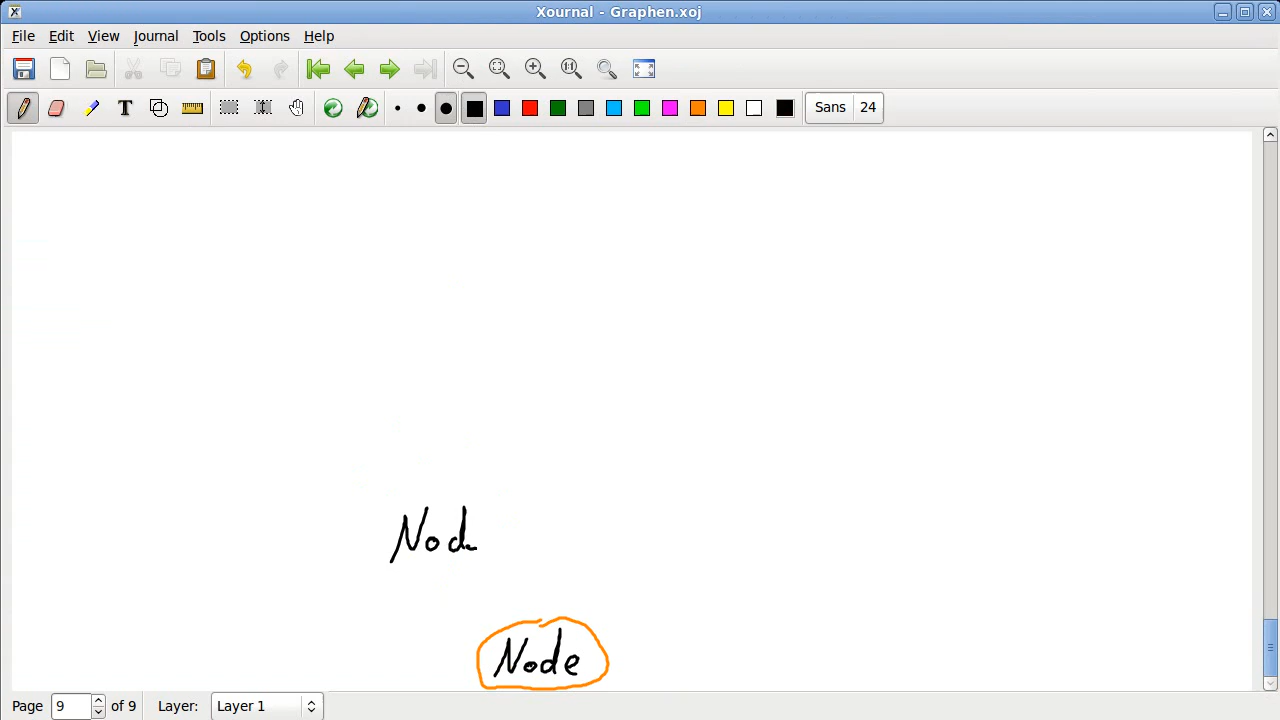 Xournal - Graphen.xoj
File Edit View Journal Tools Options Help
Sans 24
Nod
Node
Page 9 of 9 Layer: Layer 1